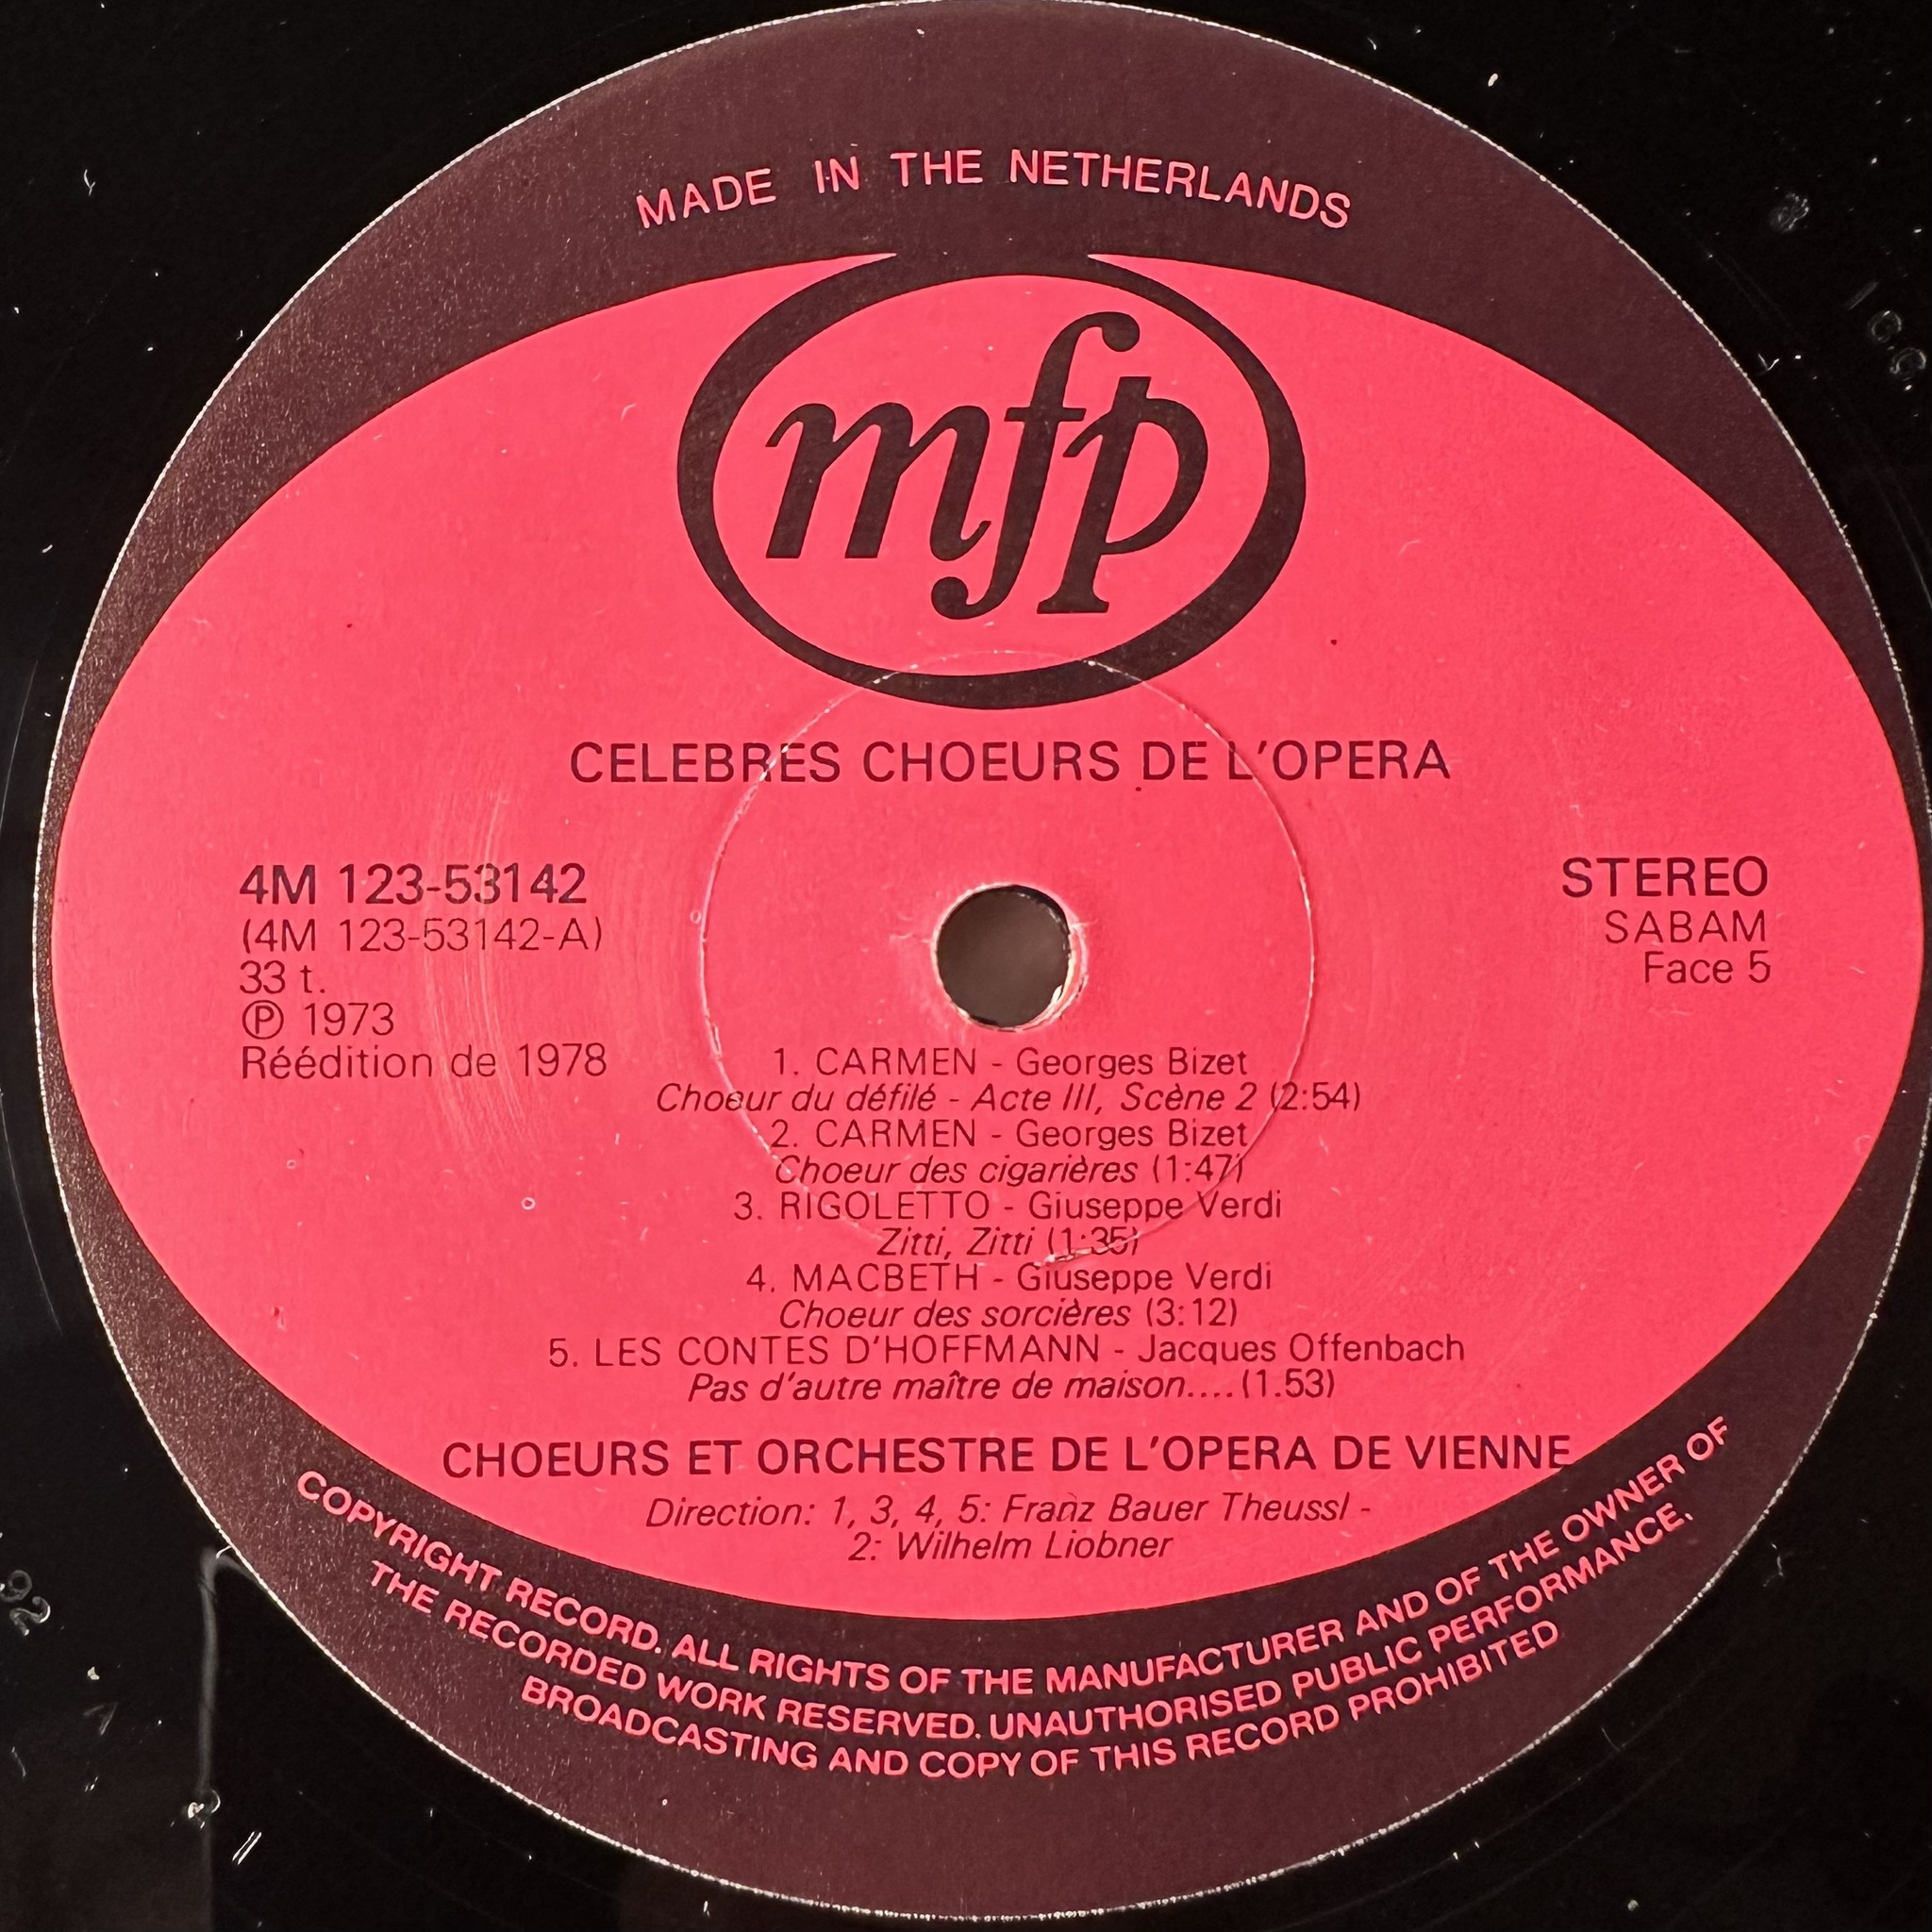 MADE IN THE NETHERLANDS
mfp
CELEBRES CHOEURS DE L'OPERA
4M 123-53142
(4M 123-53142-A)
33 t.
℗ 1973
Réédition de 1978
STEREO
SABAM
Face 5
1. CARMEN - Georges Bizet
Choeur du défilé - Acte III, Scène 2 (2:54)
2. CARMEN - Georges Bizet
Choeur des cigarières (1:47)
3. RIGOLETTO - Giuseppe Verdi
Zitti, Zitti (1:35)
4. MACBETH - Giuseppe Verdi
Choeur des sorcières (3:12)
5. LES CONTES D'HOFFMANN - Jacques Offenbach
Pas d'autre maître de maison....(1.53)
CHOEURS ET ORCHESTRE DE L'OPERA DE VIENNE
Direction: 1, 3, 4, 5: Franz Bauer Theussl -
2: Wilhelm Liobner
COPYRIGHT RECORD. ALL RIGHTS OF THE MANUFACTURER AND OF THE OWNER OF
THE RECORDED WORK RESERVED. UNAUTHORISED PUBLIC PERFORMANCE,
BROADCASTING AND COPY OF THIS RECORD PROHIBITED